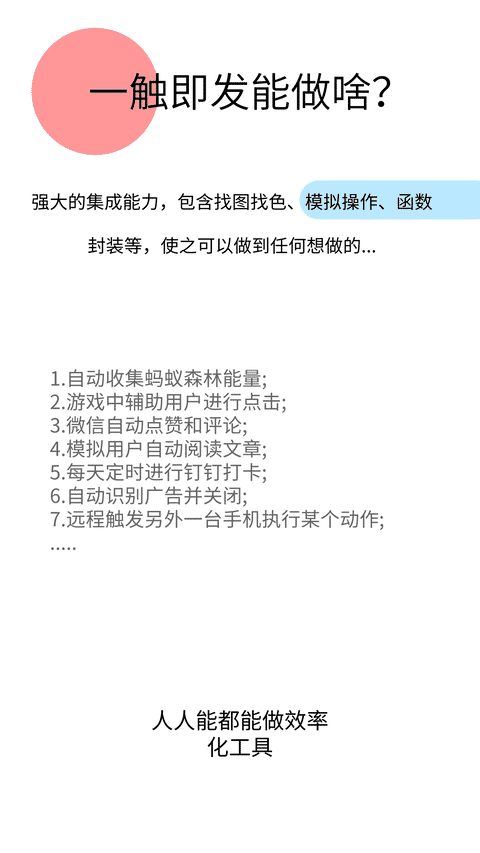 一触即发能做啥?
强大的集成能力，包含找图找色、模拟操作、函数
封装等，使之可以做到任何想做的...
1.自动收集蚂蚁森林能量;
2.游戏中辅助用户进行点击;
3.微信自动点赞和评论;
4.模拟用户自动阅读文章;
5.每天定时进行钉钉打卡;
6.自动识别广告并关闭;
7.远程触发另外一台手机执行某个动作;
.....
人人能都能做效率
化工具